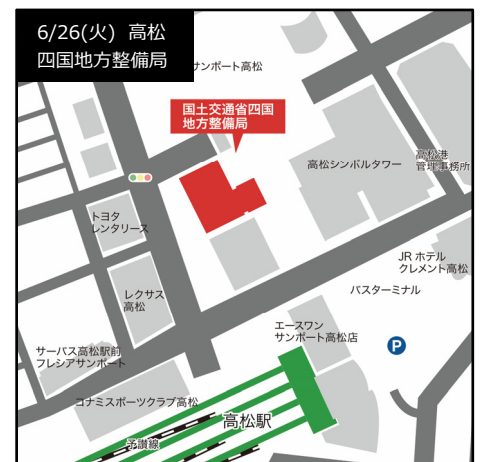 6/26(火) 高松
四国地方整備局
サンポート高松
国土交通省四国
地方整備局
高松シンボルタワー
高松港
管理事務所
トヨタ
レンタリース
JR ホテル
クレメント高松
レクサス
高松
バスターミナル
エースワン
サンポート高松店
P
サーパス高松駅前
フレシアサンポート
コナミスポーツクラブ高松
高松駅
予讃線